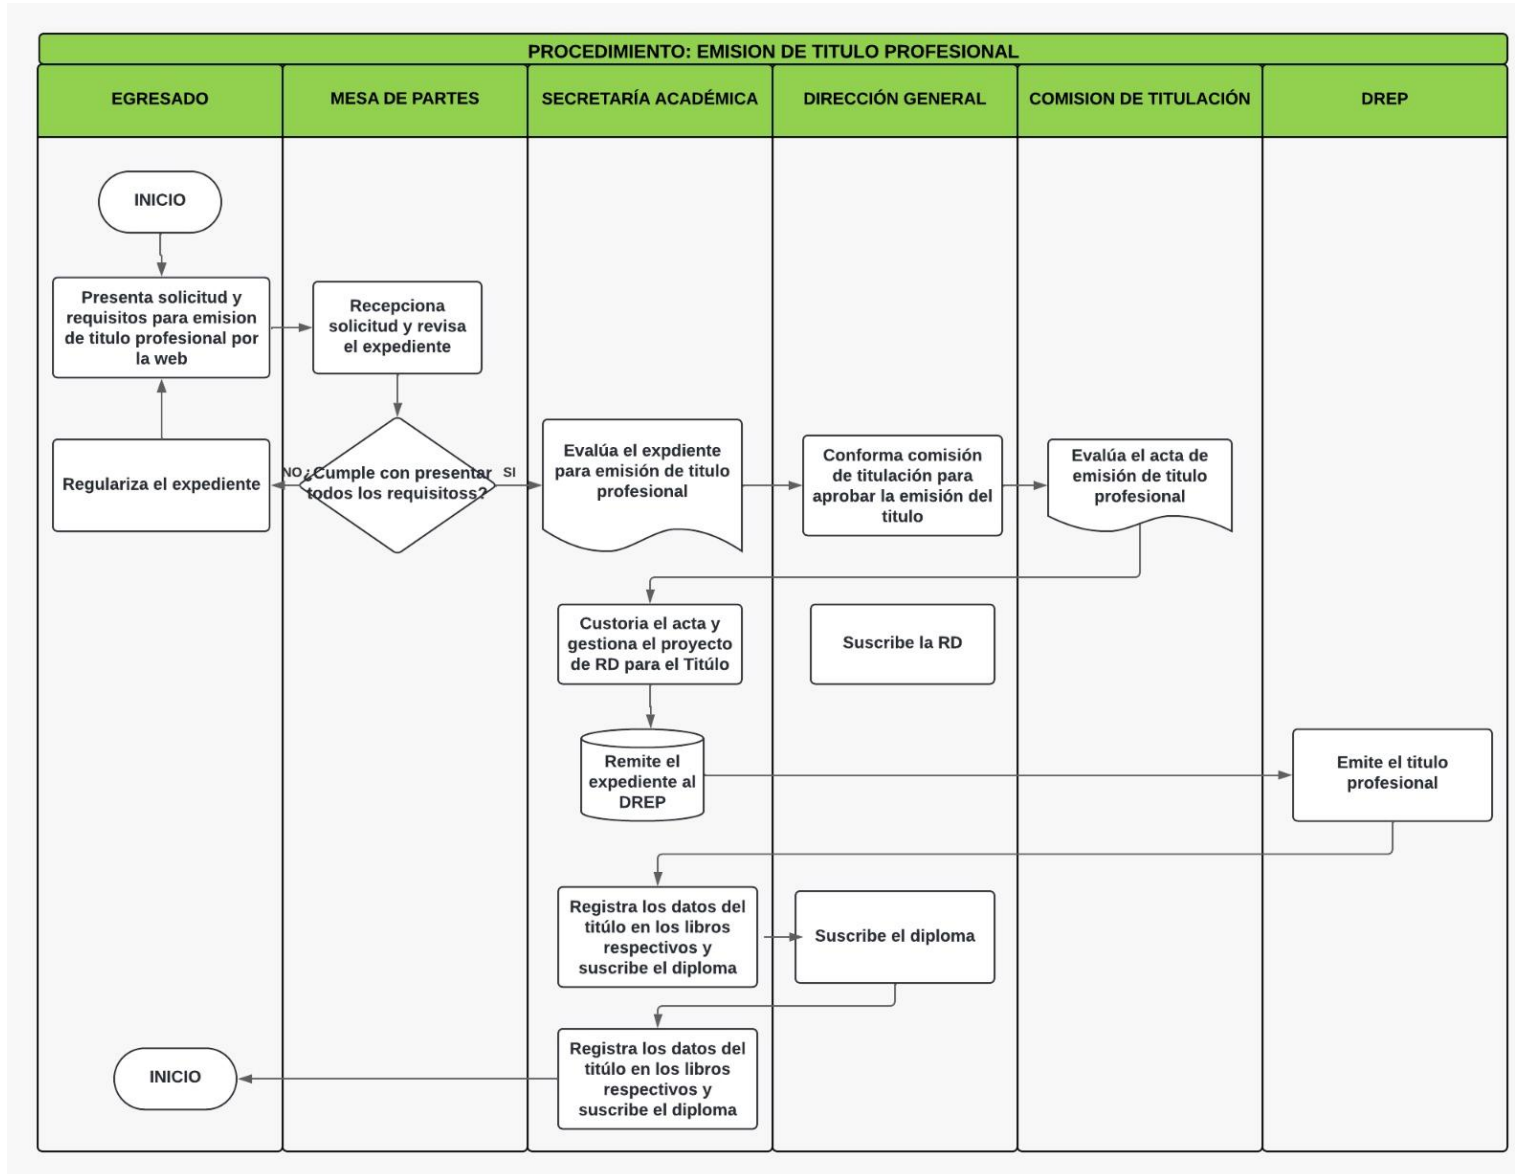 PROCEDIMIENTO: EMISION DE TITULO PROFESIONAL
EGRESADO
MESA DE PARTES
SECRETARÍA ACADÉMICA
DIRECCIÓN GENERAL
COMISION DE TITULACIÓN
DREP
INICIO
Presenta solicitud y
requisitos para emision
de titulo profesional por
la web
Recepciona
solicitud y revisa
el expediente
Regulariza el expediente
NO
¿Cumple con presentar
todos los requisitoss?
SI
Evalúa el expdiente
para emisión de titulo
profesional
Conforma comisión
de titulación para
aprobar la emisión del
titulo
Evalúa el acta de
emisión de titulo
profesional
Custoria el acta y
gestiona el proyecto
de RD para el Titúlo
Suscribe la RD
Remite el
expediente al
DREP
Emite el titulo
profesional
Registra los datos del
titúlo en los libros
respectivos y
suscribe el diploma
Suscribe el diploma
Registra los datos del
titúlo en los libros
respectivos y
suscribe el diploma
INICIO